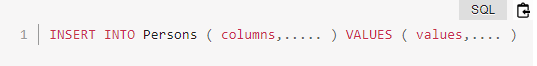 SQL
1 INSERT INTO Persons ( columns,..... ) VALUES ( values,.... )